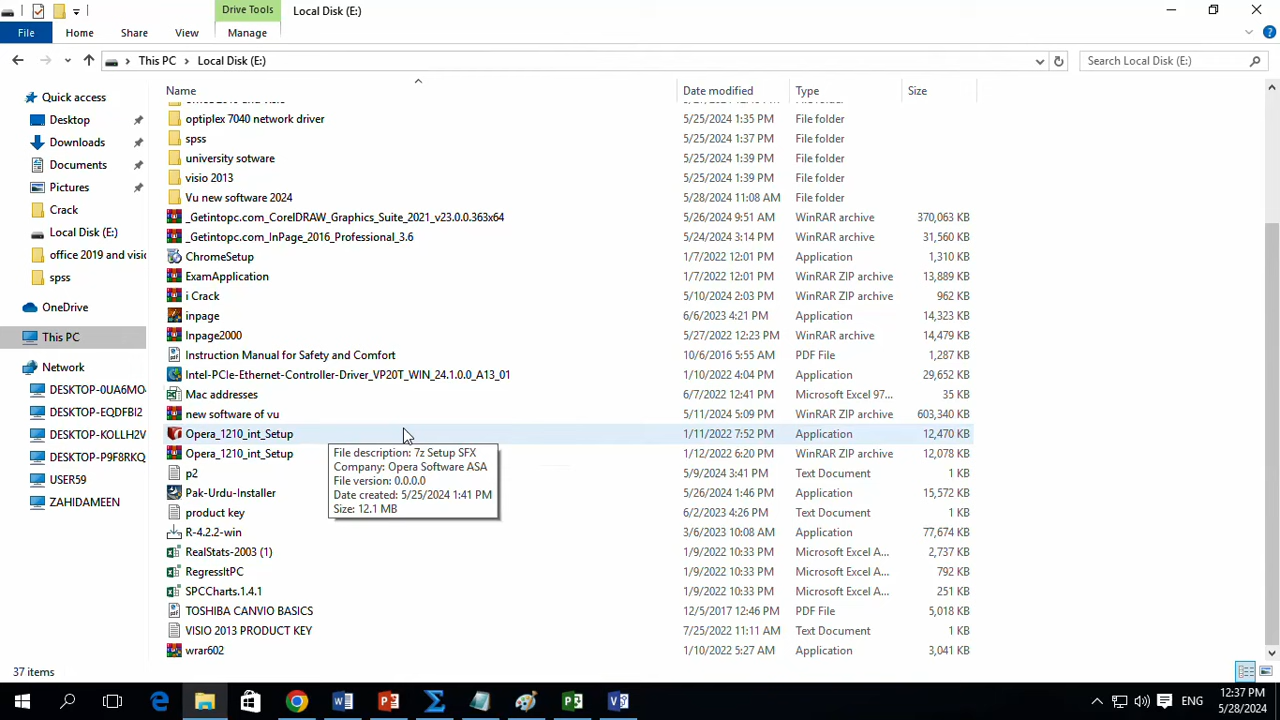 Drive Tools
Local Disk (E:)
File
Home
Share
View
Manage
This PC
Local Disk (E:)
Search Local Disk (E:)
Name
Date modified
Type
Size
Quick access
Desktop
Downloads
Documents
Pictures
Crack
Local Disk (E:)
office 2019 and visio
spss
OneDrive
This PC
Network
DESKTOP-0UA6MO
DESKTOP-EQDFBI2
DESKTOP-KOLLH2V
DESKTOP-P9F8RKQ
USER59
ZAHIDAMEEN
optiplex 7040 network driver 5/25/2024 1:35 PM File folder
spss 5/25/2024 1:37 PM File folder
university sotware 5/25/2024 1:39 PM File folder
visio 2013 5/25/2024 1:39 PM File folder
Vu new software 2024 5/28/2024 11:08 AM File folder
_Getintopc.com_CorelDRAW_Graphics_Suite_2021_v23.0.0.363x64 5/26/2024 9:51 AM WinRAR archive 370,063 KB
_Getintopc.com_InPage_2016_Professional_3.6 5/24/2024 3:14 PM WinRAR archive 31,560 KB
ChromeSetup 1/7/2022 12:01 PM Application 1,310 KB
ExamApplication 1/7/2022 12:01 PM WinRAR ZIP archive 13,889 KB
i Crack 5/10/2024 2:03 PM WinRAR ZIP archive 962 KB
inpage 6/6/2023 4:21 PM Application 14,323 KB
Inpage2000 5/27/2022 12:23 PM WinRAR archive 14,479 KB
Instruction Manual for Safety and Comfort 10/6/2016 5:55 AM PDF File 1,287 KB
Intel-PCIe-Ethernet-Controller-Driver_VP20T_WIN_24.1.0.0_A13_01 1/10/2022 4:04 PM Application 29,652 KB
Mac addresses 6/7/2022 12:41 PM Microsoft Excel 97... 35 KB
new software of vu 5/11/2024 5:09 PM WinRAR ZIP archive 603,340 KB
Opera_1210_int_Setup 1/11/2022 7:52 PM Application 12,470 KB
Opera_1210_int_Setup 1/12/2022 6:20 PM WinRAR ZIP archive 12,078 KB
p2 5/9/2024 3:41 PM Text Document 1 KB
Pak-Urdu-Installer 5/26/2024 1:46 PM Application 15,572 KB
product key 6/2/2023 4:26 PM Text Document 1 KB
R-4.2.2-win 3/6/2023 10:08 AM Application 77,674 KB
RealStats-2003 (1) 1/9/2022 10:33 PM Microsoft Excel A... 2,737 KB
RegressItPC 1/9/2022 10:33 PM Microsoft Excel A... 792 KB
SPCCharts.1.4.1 1/9/2022 10:33 PM Microsoft Excel A... 251 KB
TOSHIBA CANVIO BASICS 12/5/2017 12:46 PM PDF File 5,018 KB
VISIO 2013 PRODUCT KEY 7/25/2022 11:11 AM Text Document 1 KB
wrar602 1/10/2022 5:27 AM Application 3,041 KB
File description: 7z Setup SFX
Company: Opera Software ASA
File version: 0.0.0.0
Date created: 5/25/2024 1:41 PM
Size: 12.1 MB
37 items
ENG
12:37 PM
5/28/2024